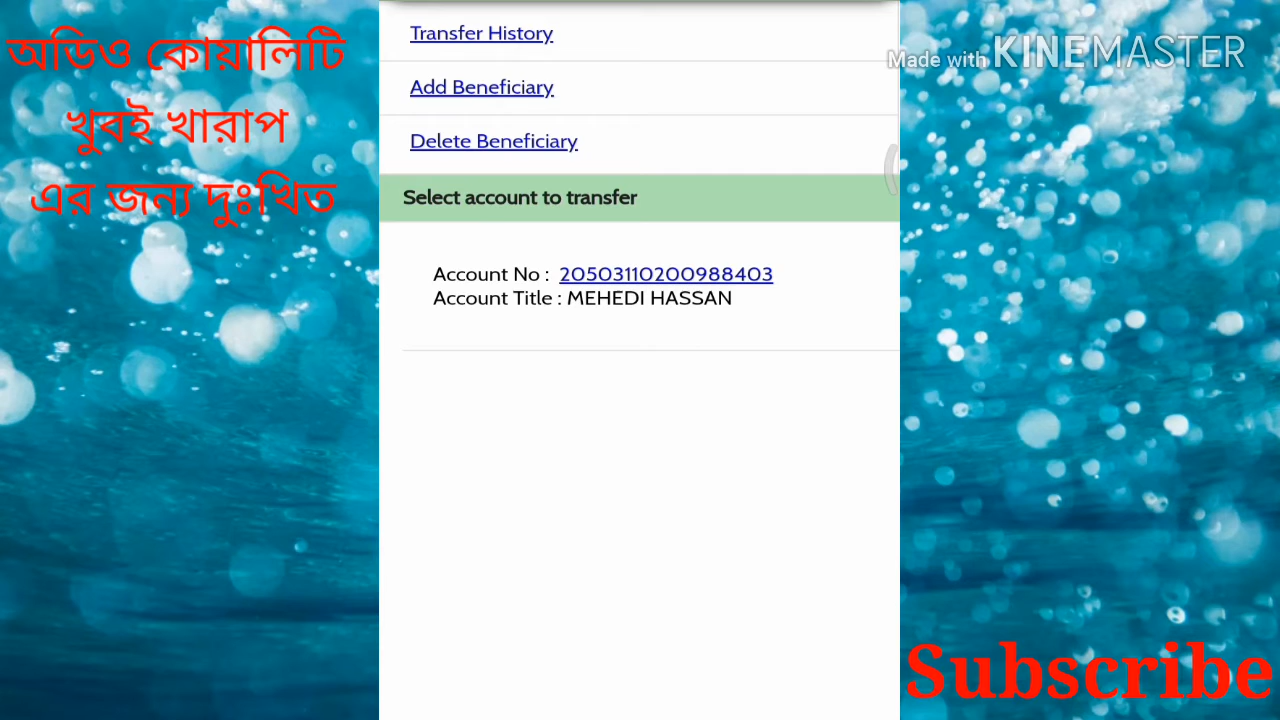 অডিও কোয়ালিটি
খুবই খারাপ
এর জন্য দুঃখিত
Transfer History
Add Beneficiary
Delete Beneficiary
Select account to transfer
Account No : 20503110200988403
Account Title : MEHEDI HASSAN
Made with KINEMASTER
Subscribe